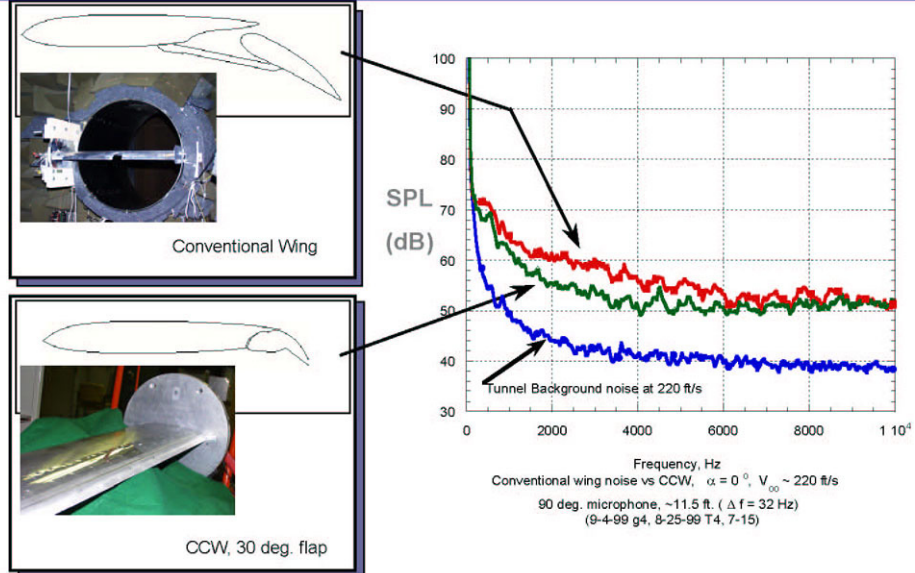 Conventional Wing
CCW, 30 deg. flap
SPL
(dB)
100
90
80
70
60
50
40
30
Tunnel Background noise at 220 ft/s
0 2000 4000 6000 8000 1 10⁴
Frequency, Hz
Conventional wing noise vs CCW, α = 0 °, V∞ ~ 220 ft/s
90 deg. microphone, ~11.5 ft. ( Δ f = 32 Hz)
(9-4-99 g4, 8-25-99 T4, 7-15)